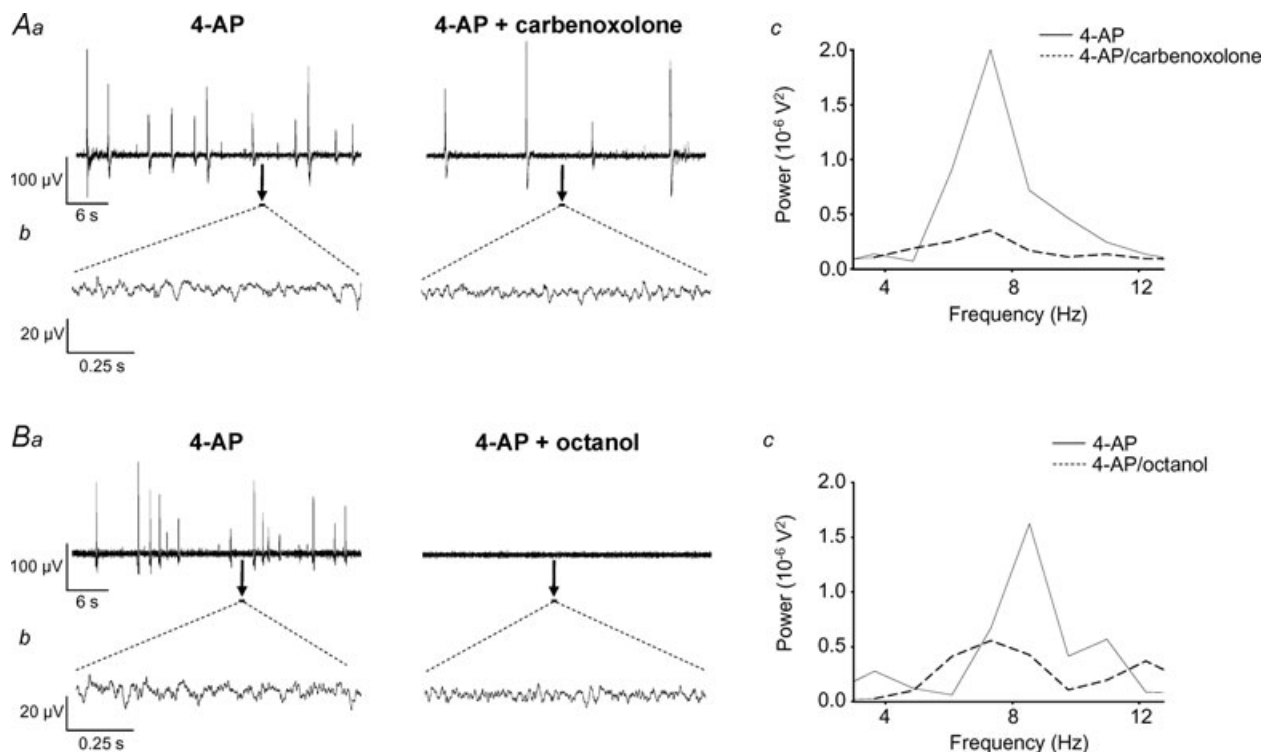 Aa
4-AP
4-AP + carbenoxolone
100 µV
6 s
b
20 µV
0.25 s
c
4-AP
4-AP/carbenoxolone
2.0
1.5
1.0
0.5
0.0
Power (10⁻⁶ V²)
4
8
12
Frequency (Hz)
Ba
4-AP
4-AP + octanol
100 µV
6 s
b
20 µV
0.25 s
c
4-AP
4-AP/octanol
2.0
1.5
1.0
0.5
0.0
Power (10⁻⁶ V²)
4
8
12
Frequency (Hz)